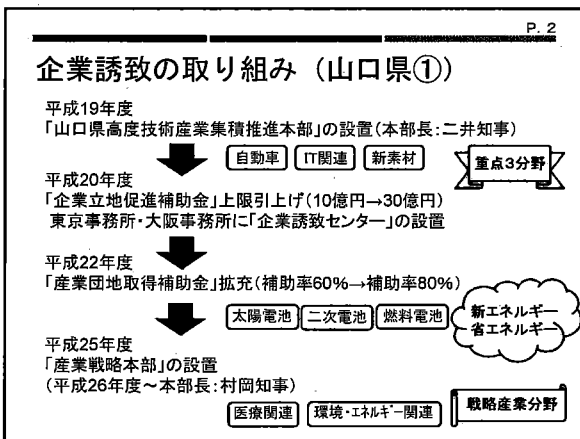 P. 2
企業誘致の取り組み（山口県①）
平成19年度
「山口県高度技術産業集積推進本部」の設置（本部長：二井知事）
自動車 IT関連 新素材
重点3分野
平成20年度
「企業立地促進補助金」上限引上げ（10億円→30億円）
東京事務所・大阪事務所に「企業誘致センター」の設置
平成22年度
「産業団地取得補助金」拡充（補助率60%→補助率80%）
太陽電池 二次電池 燃料電池
新エネルギー
省エネルギー
平成25年度
「産業戦略本部」の設置
（平成26年度～本部長：村岡知事）
医療関連 環境・エネルギー関連
戦略産業分野